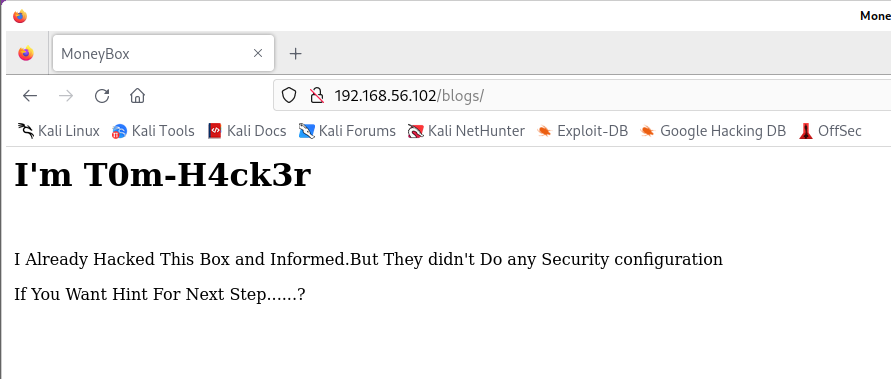 Mone
MoneyBox
192.168.56.102/blogs/
Kali Linux Kali Tools Kali Docs Kali Forums Kali NetHunter Exploit-DB Google Hacking DB OffSec
I'm T0m-H4ck3r
I Already Hacked This Box and Informed.But They didn't Do any Security configuration
If You Want Hint For Next Step......?